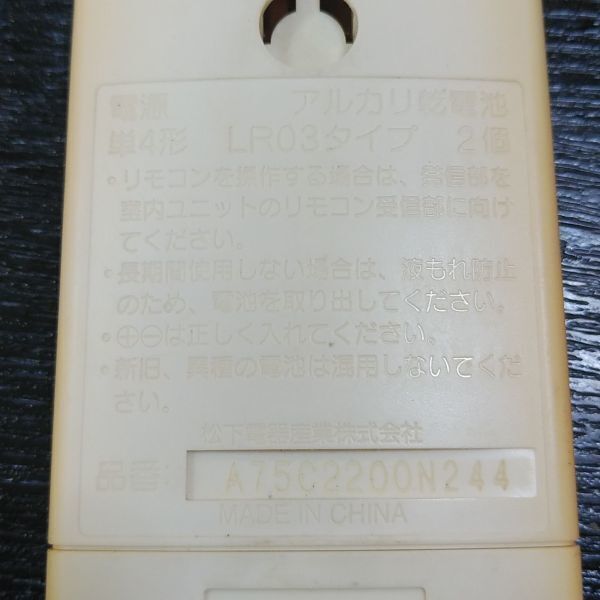 電源 アルカリ乾電池
単4形 LR03タイプ 2個
•リモコンを操作する場合は、発信部を
室内ユニットのリモコン受信部に向け
てください。
•長期間使用しない場合は、液もれ防止
のため、電池を取り出してください。
•⊕⊖は正しく入れてください。
•新旧、異種の電池は混用しないでくだ
さい。
松下電器産業株式会社
品番: A75C2200N244
MADE IN CHINA